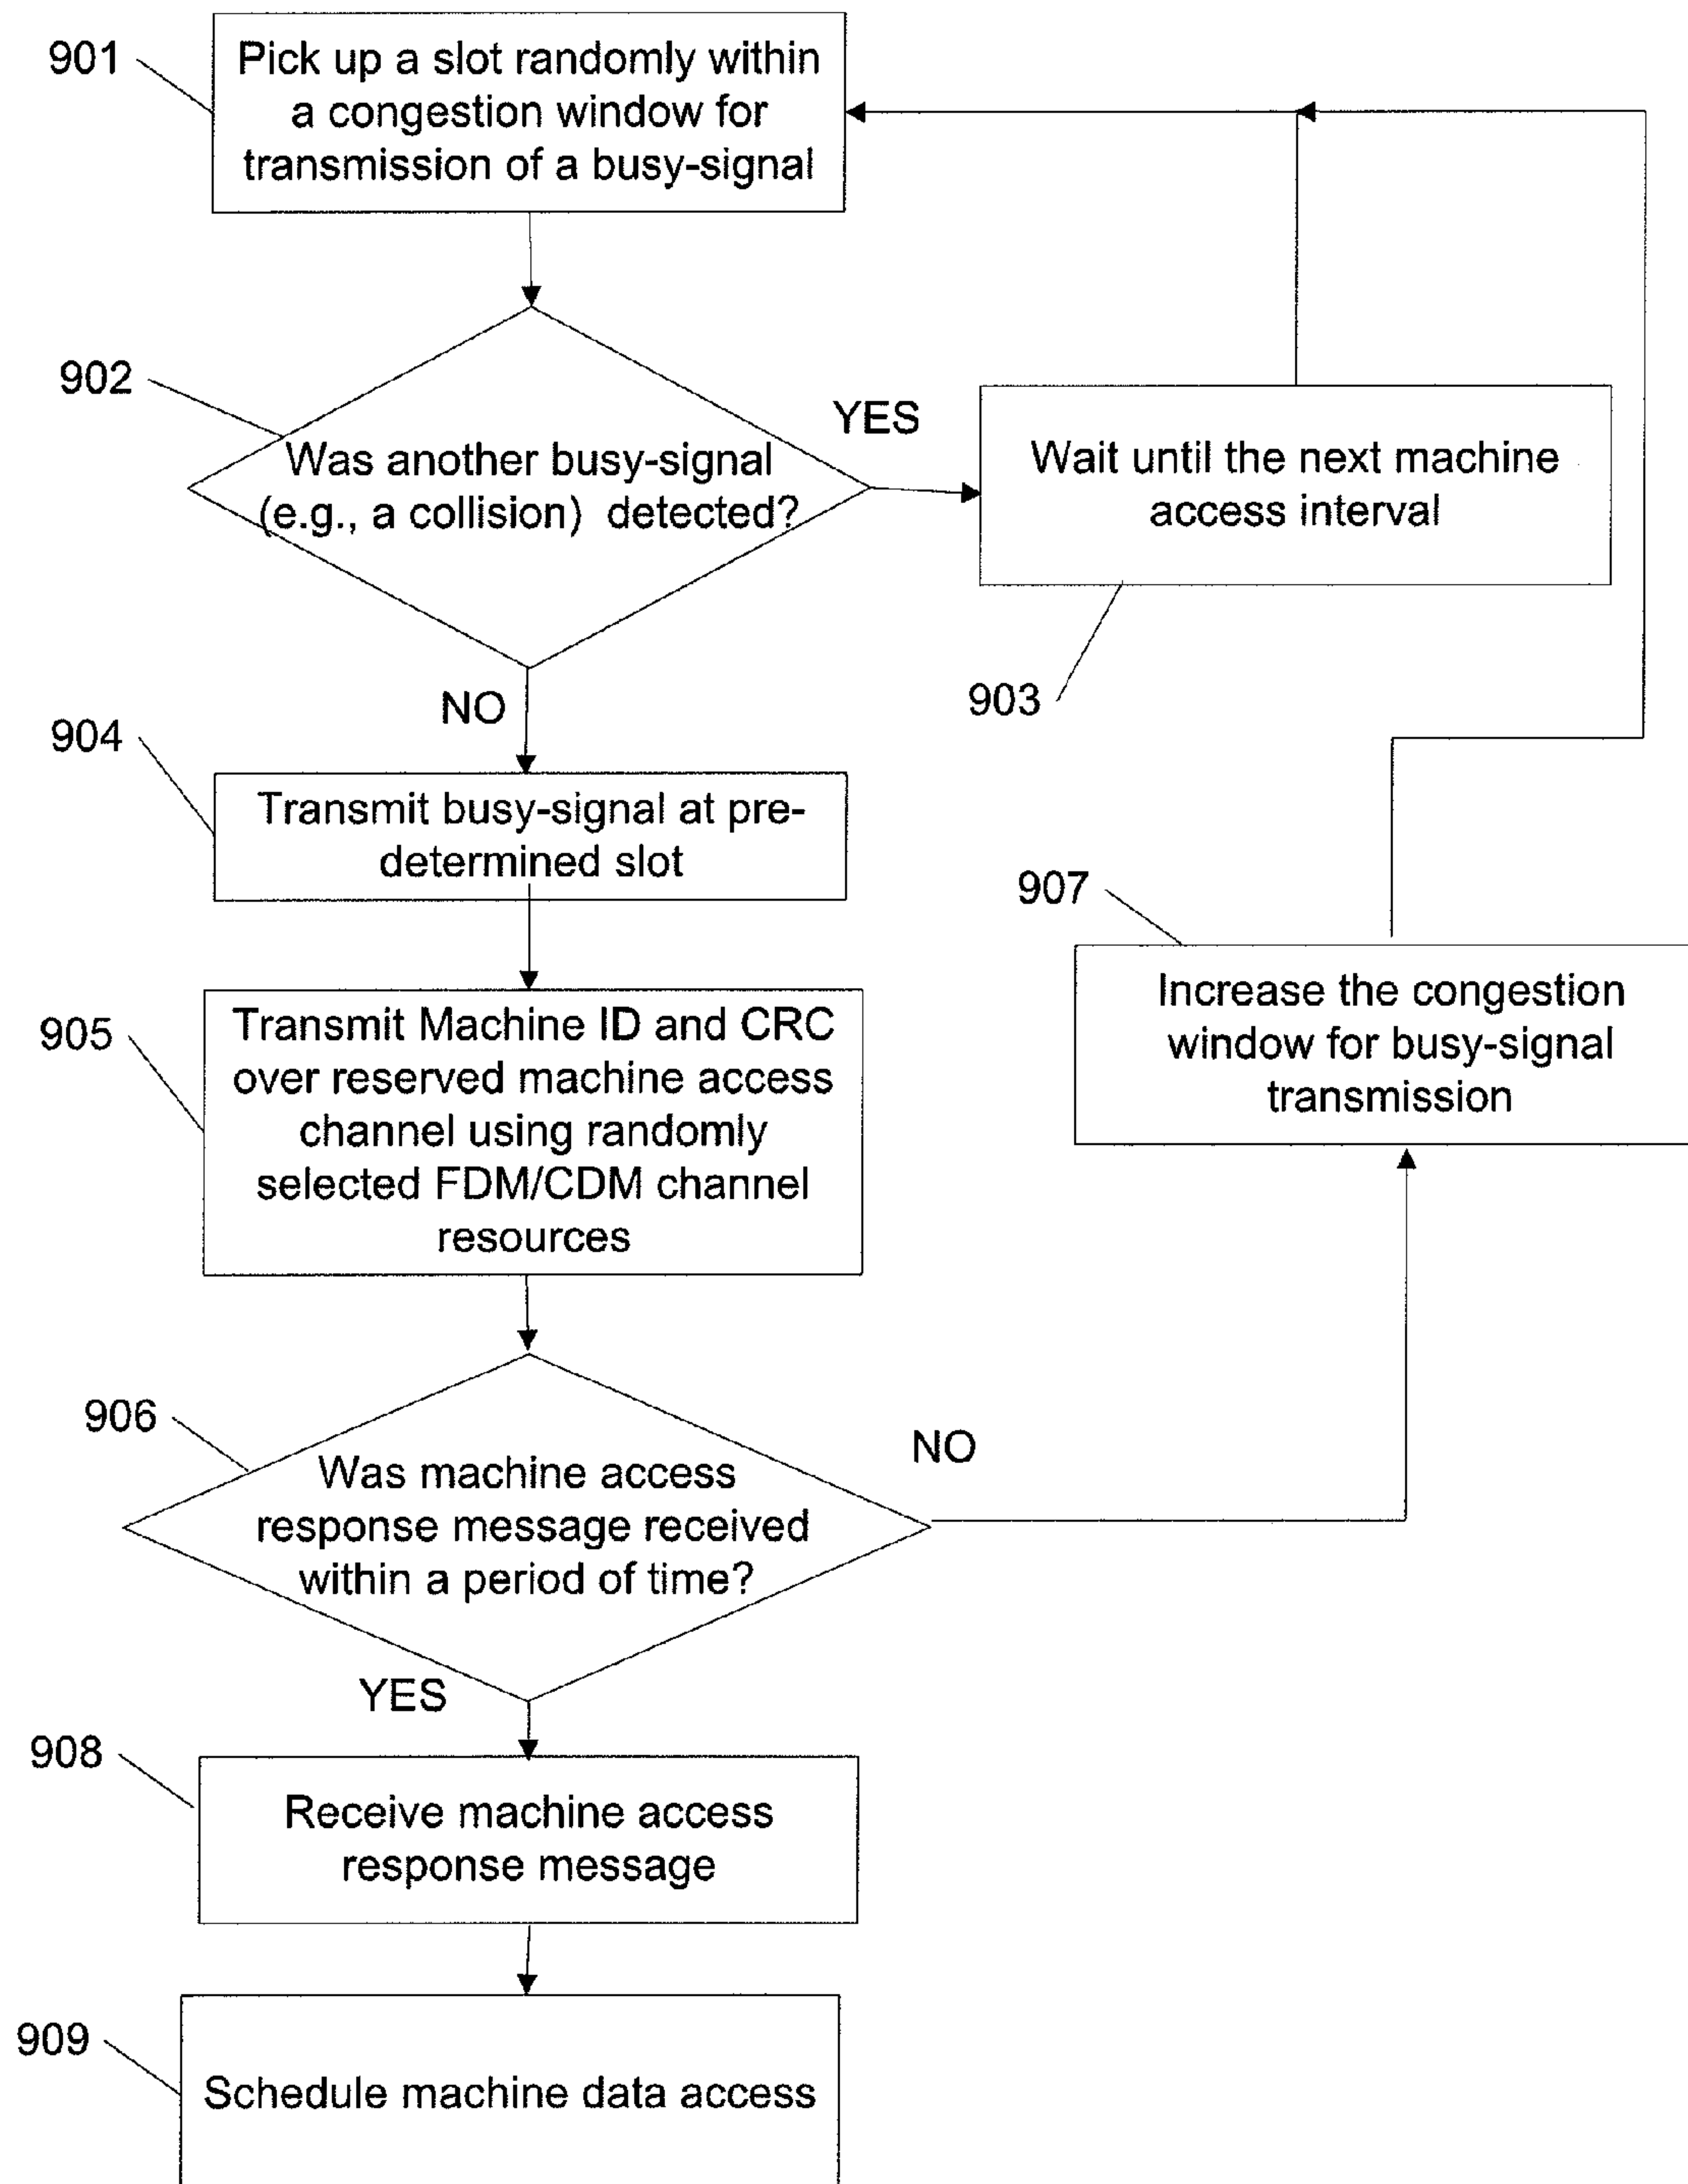 901
Pick up a slot randomly within
a congestion window for
transmission of a busy-signal
902
Was another busy-signal
(e.g., a collision) detected?
YES
Wait until the next machine
access interval
903
NO
904
Transmit busy-signal at pre-
determined slot
905
Transmit Machine ID and CRC
over reserved machine access
channel using randomly
selected FDM/CDM channel
resources
907
Increase the congestion
window for busy-signal
transmission
906
Was machine access
response message received
within a period of time?
NO
YES
908
Receive machine access
response message
909
Schedule machine data access